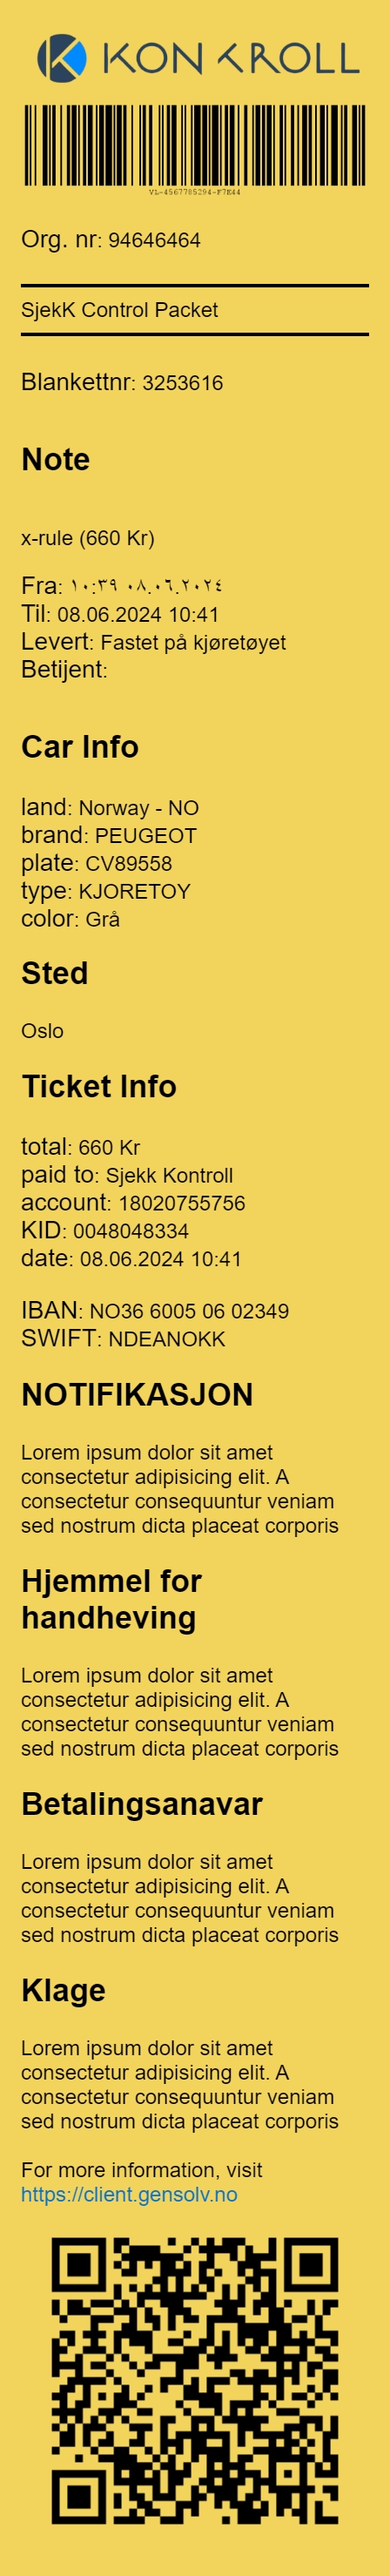 KONTROLL
VL-4567785294-F7E44
Org. nr: 94646464
SjekK Control Packet
Blankettnr: 3253616
Note
x-rule (660 Kr)
Fra: ١٠:٣٩ ٠٨.٠٦.٢٠٢٤
Til: 08.06.2024 10:41
Levert: Fastet på kjøretøyet
Betijent:
Car Info
land: Norway - NO
brand: PEUGEOT
plate: CV89558
type: KJORETOY
color: Grå
Sted
Oslo
Ticket Info
total: 660 Kr
paid to: Sjekk Kontroll
account: 18020755756
KID: 0048048334
date: 08.06.2024 10:41
IBAN: NO36 6005 06 02349
SWIFT: NDEANOKK
NOTIFIKASJON
Lorem ipsum dolor sit amet
consectetur adipisicing elit. A
consectetur consequuntur veniam
sed nostrum dicta placeat corporis
Hjemmel for
handheving
Lorem ipsum dolor sit amet
consectetur adipisicing elit. A
consectetur consequuntur veniam
sed nostrum dicta placeat corporis
Betalingsanavar
Lorem ipsum dolor sit amet
consectetur adipisicing elit. A
consectetur consequuntur veniam
sed nostrum dicta placeat corporis
Klage
Lorem ipsum dolor sit amet
consectetur adipisicing elit. A
consectetur consequuntur veniam
sed nostrum dicta placeat corporis
For more information, visit
https://client.gensolv.no